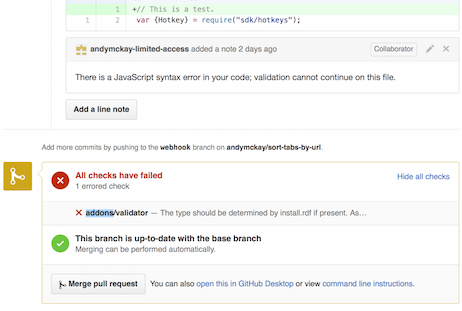 1 +// This is a test.
1 2 var {Hotkey} = require("sdk/hotkeys");
andymckay-limited-access added a note 2 days ago Collaborator
There is a JavaScript syntax error in your code; validation cannot continue on this file.
Add a line note
Add more commits by pushing to the webhook branch on andymckay/sort-tabs-by-url.
All checks have failed Hide all checks
1 errored check
addons/validator — The type should be determined by install.rdf if present. As...
This branch is up-to-date with the base branch
Merging can be performed automatically.
Merge pull request You can also open this in GitHub Desktop or view command line instructions.